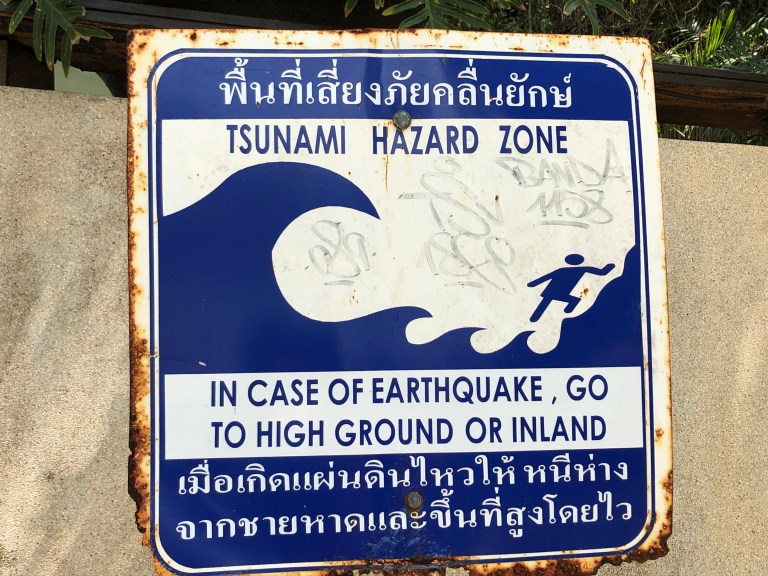 พื้นที่เสี่ยงภัยคลื่นยักษ์
TSUNAMI HAZARD ZONE
BANDA
1158
IN CASE OF EARTHQUAKE , GO
TO HIGH GROUND OR INLAND
เมื่อเกิดแผ่นดินไหวให้ หนีห่าง
จากชายหาดและขึ้นที่สูงโดยไว